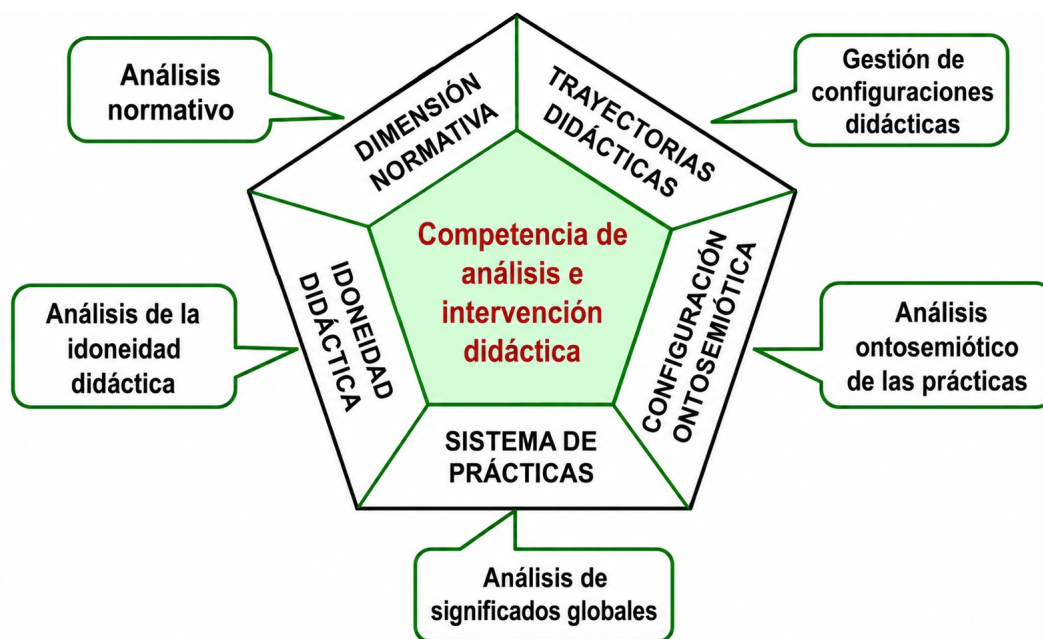 Análisis
normativo
DIMENSIÓN
NORMATIVA
TRAYECTORIAS
DIDÁCTICAS
Gestión de
configuraciones
didácticas
Competencia de
análisis e
intervención
didáctica
IDONEIDAD
DIDÁCTICA
CONFIGURACIÓN
ONTOSEMIÓTICA
Análisis de la
idoneidad
didáctica
Análisis
ontosemiótico
de las prácticas
SISTEMA DE
PRÁCTICAS
Análisis de
significados globales